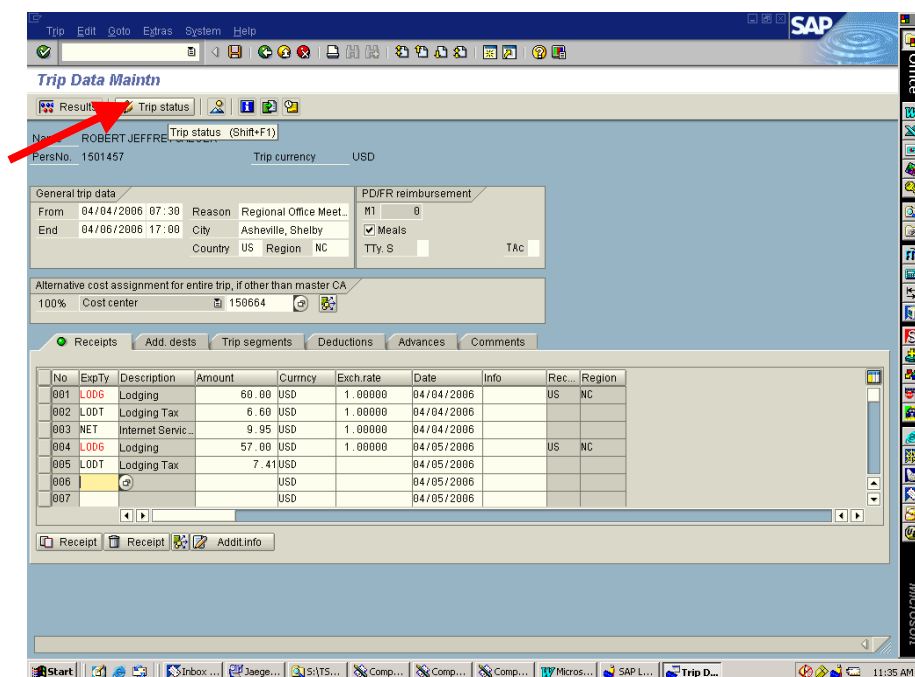 Trip Edit Goto Extras System Help
SAP
Trip Data Maintn
Results Trip status
Trip status (Shift+F1)
Name ROBERT JEFFRE
PersNo. 1501457 Trip currency USD
General trip data
PD/FR reimbursement
From 04/04/2006 07:30 Reason Regional Office Meet.. M1 0
End 04/06/2006 17:00 City Asheville, Shelby Meals
Country US Region NC TTy. S TAc
Alternative cost assignment for entire trip, if other than master CA
100% Cost center 150664
Receipts Add. dests Trip segments Deductions Advances Comments
No ExpTy Description Amount Currncy Exch.rate Date Info Rec... Region
001 LODG Lodging 60.00 USD 1.00000 04/04/2006 US NC
002 LODT Lodging Tax 6.60 USD 1.00000 04/04/2006
003 NET Internet Servic... 9.95 USD 1.00000 04/04/2006
004 LODG Lodging 57.00 USD 1.00000 04/05/2006 US NC
005 LODT Lodging Tax 7.41 USD 04/05/2006
006 USD 04/05/2006
007 USD 04/05/2006
Receipt Receipt Addit.info
Start Inbox ... Jaege... S:\TS... Comp... Comp... Comp... Micros... SAP L... Trip D... 11:35 AM
Office
Microsoft